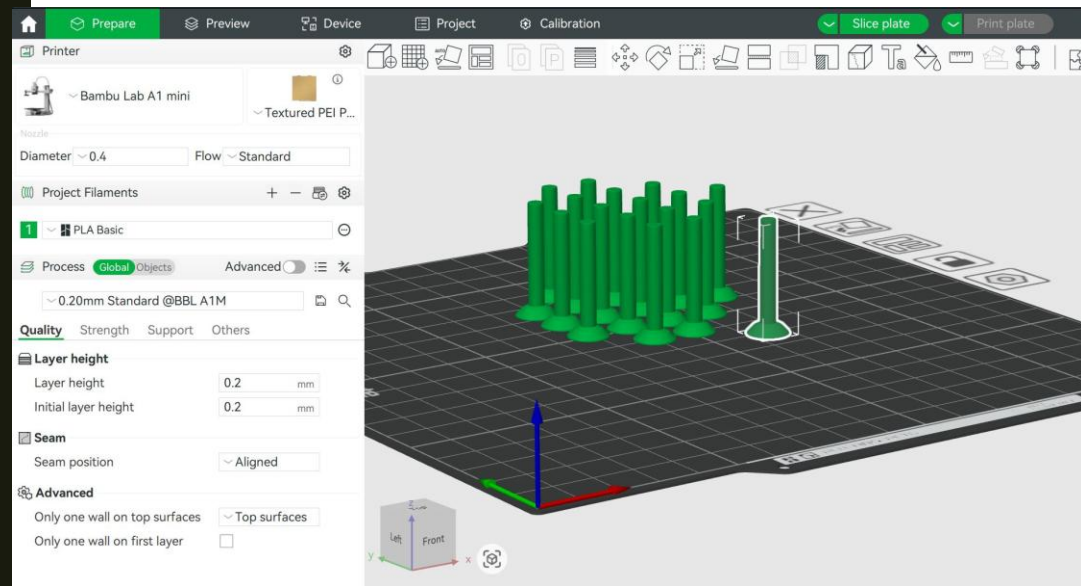 Prepare Preview Device Project Calibration Slice plate Print plate
Printer
Bambu Lab A1 mini
Textured PEI P...
Nozzle
Diameter 0.4 Flow Standard
Project Filaments
1 PLA Basic
Process Global Objects Advanced
0.20mm Standard @BBL A1M
Quality Strength Support Others
Layer height
Layer height 0.2 mm
Initial layer height 0.2 mm
Seam
Seam position Aligned
Advanced
Only one wall on top surfaces Top surfaces
Only one wall on first layer
Left Front
z
y
x